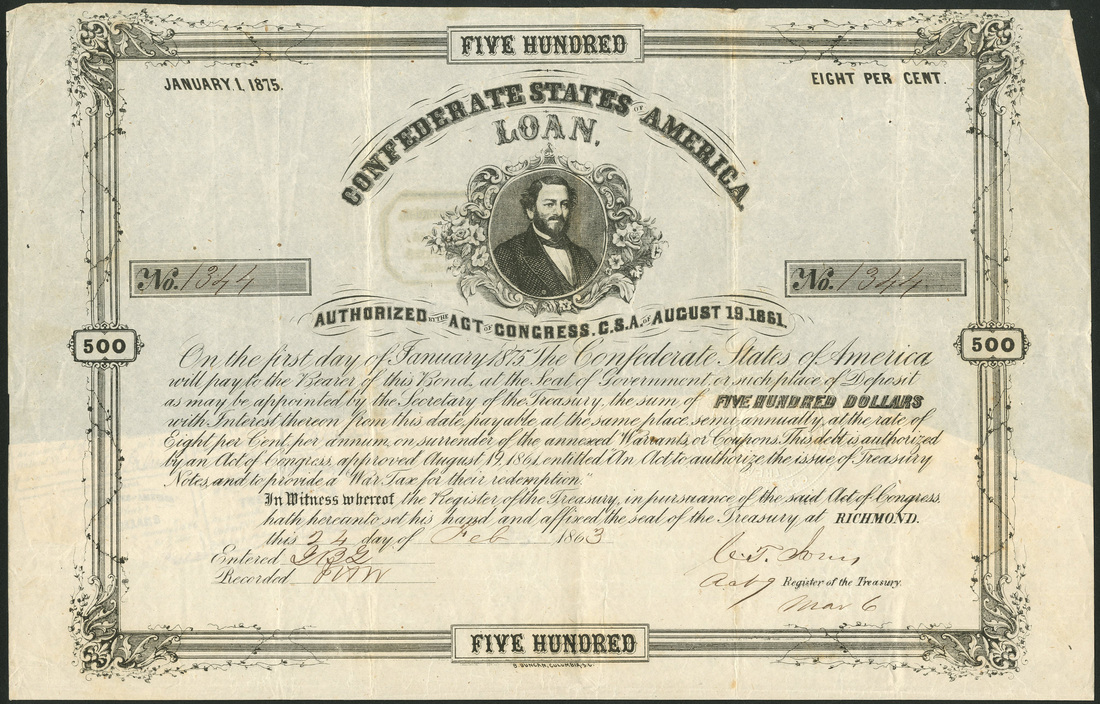 FIVE HUNDRED
JANUARY. 1. 1875.
EIGHT PER CENT.
CONFEDERATE STATES OF AMERICA.
LOAN,
No. 1344
No. 1344
AUTHORIZED BY THE ACT OF CONGRESS. C.S.A. OF AUGUST 19.1861.
500
500
On the first day of January 1875 The Confederate States of America
will pay to the Bearer of this Bond, at the Seat of Government, or such place of Deposit
as may be appointed by the Secretary of the Treasury, the sum of FIVE HUNDRED DOLLARS
with Interest thereon from this date, payable at the same place, semi annually, at the rate of
Eight per Cent, per annum, on surrender of the annexed Warrants, or Coupons. This debt is authorized
by an Act of Congress, approved August 19, 1861, entitled "An Act, to authorize the issue of Treasury
Notes, and to provide a War Tax for their redemption."
In Witness whereof the Register of the Treasury, in pursuance of the said Act of Congress,
hath hereunto, set his hand and affixed the seal of the Treasury at RICHMOND.
this 24 day of Feb 1863
Entered
Recorded
Register of the Treasury.
Mar 6
FIVE HUNDRED
B. DUNCAN, COLUMBIA, S.C.